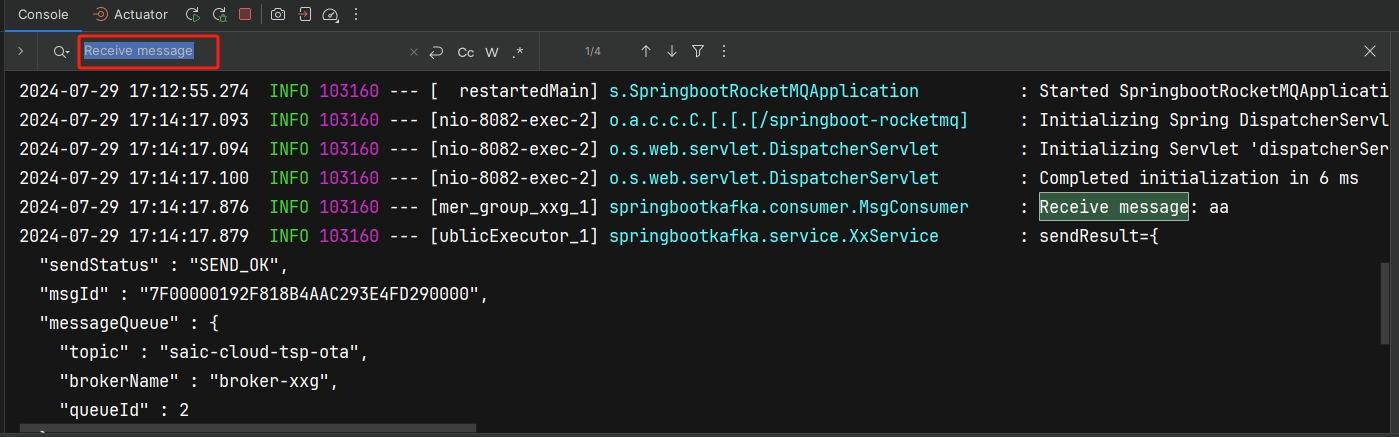 Console Actuator
Receive message Cc W .* 1/4
2024-07-29 17:12:55.274 INFO 103160 --- [ restartedMain] s.SpringbootRocketMQApplication : Started SpringbootRocketMQApplicati
2024-07-29 17:14:17.093 INFO 103160 --- [nio-8082-exec-2] o.a.c.c.C.[.[.[/springboot-rocketmq] : Initializing Spring DispatcherServl
2024-07-29 17:14:17.094 INFO 103160 --- [nio-8082-exec-2] o.s.web.servlet.DispatcherServlet : Initializing Servlet 'dispatcherSer
2024-07-29 17:14:17.100 INFO 103160 --- [nio-8082-exec-2] o.s.web.servlet.DispatcherServlet : Completed initialization in 6 ms
2024-07-29 17:14:17.876 INFO 103160 --- [mer_group_xxg_1] springbootkafka.consumer.MsgConsumer : Receive message: aa
2024-07-29 17:14:17.879 INFO 103160 --- [ublicExecutor_1] springbootkafka.service.XxService : sendResult={
"sendStatus" : "SEND_OK",
"msgId" : "7F00000192F818B4AAC293E4FD290000",
"messageQueue" : {
"topic" : "saic-cloud-tsp-ota",
"brokerName" : "broker-xxg",
"queueId" : 2